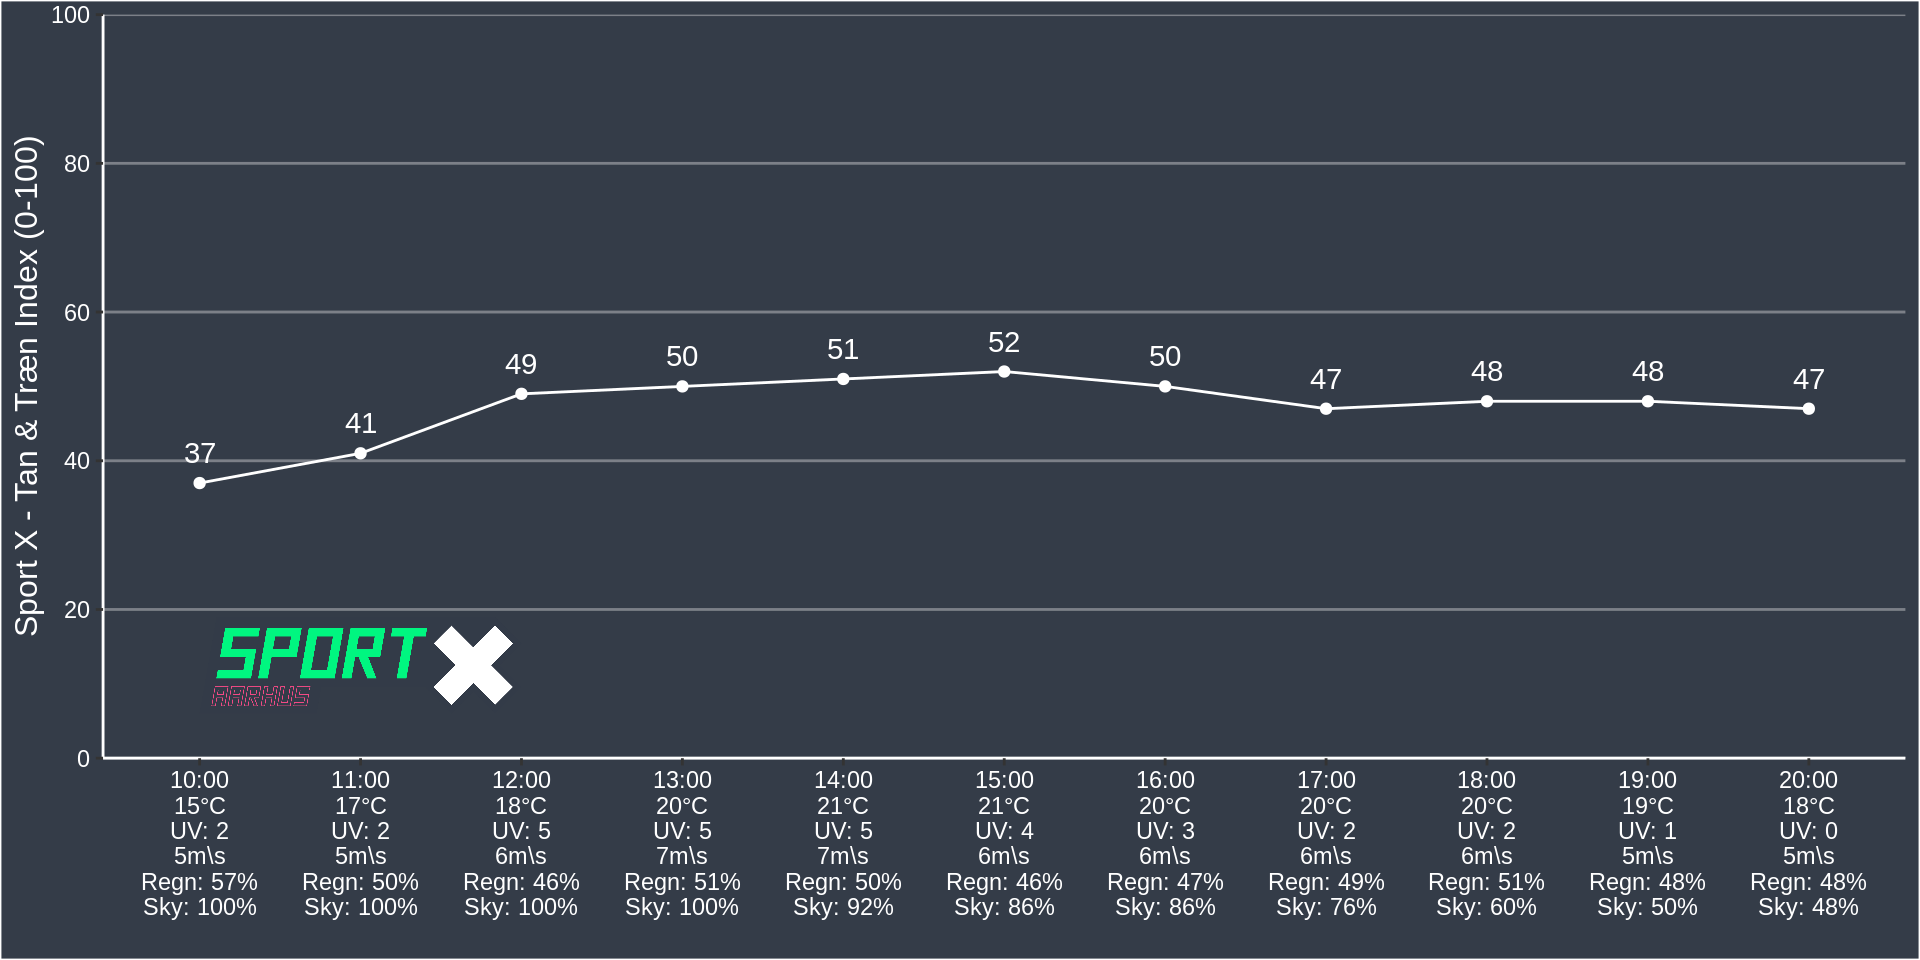 Sport X - Tan & Træn Index (0-100)
100
80
60
40
20
0
37
41
49
50
51
52
50
47
48
48
47
SPORT X
AARHUS
10:00
15°C
UV: 2
5m\s
Regn: 57%
Sky: 100%
11:00
17°C
UV: 2
5m\s
Regn: 50%
Sky: 100%
12:00
18°C
UV: 5
6m\s
Regn: 46%
Sky: 100%
13:00
20°C
UV: 5
7m\s
Regn: 51%
Sky: 100%
14:00
21°C
UV: 5
7m\s
Regn: 50%
Sky: 92%
15:00
21°C
UV: 4
6m\s
Regn: 46%
Sky: 86%
16:00
20°C
UV: 3
6m\s
Regn: 47%
Sky: 86%
17:00
20°C
UV: 2
6m\s
Regn: 49%
Sky: 76%
18:00
20°C
UV: 2
6m\s
Regn: 51%
Sky: 60%
19:00
19°C
UV: 1
5m\s
Regn: 48%
Sky: 50%
20:00
18°C
UV: 0
5m\s
Regn: 48%
Sky: 48%